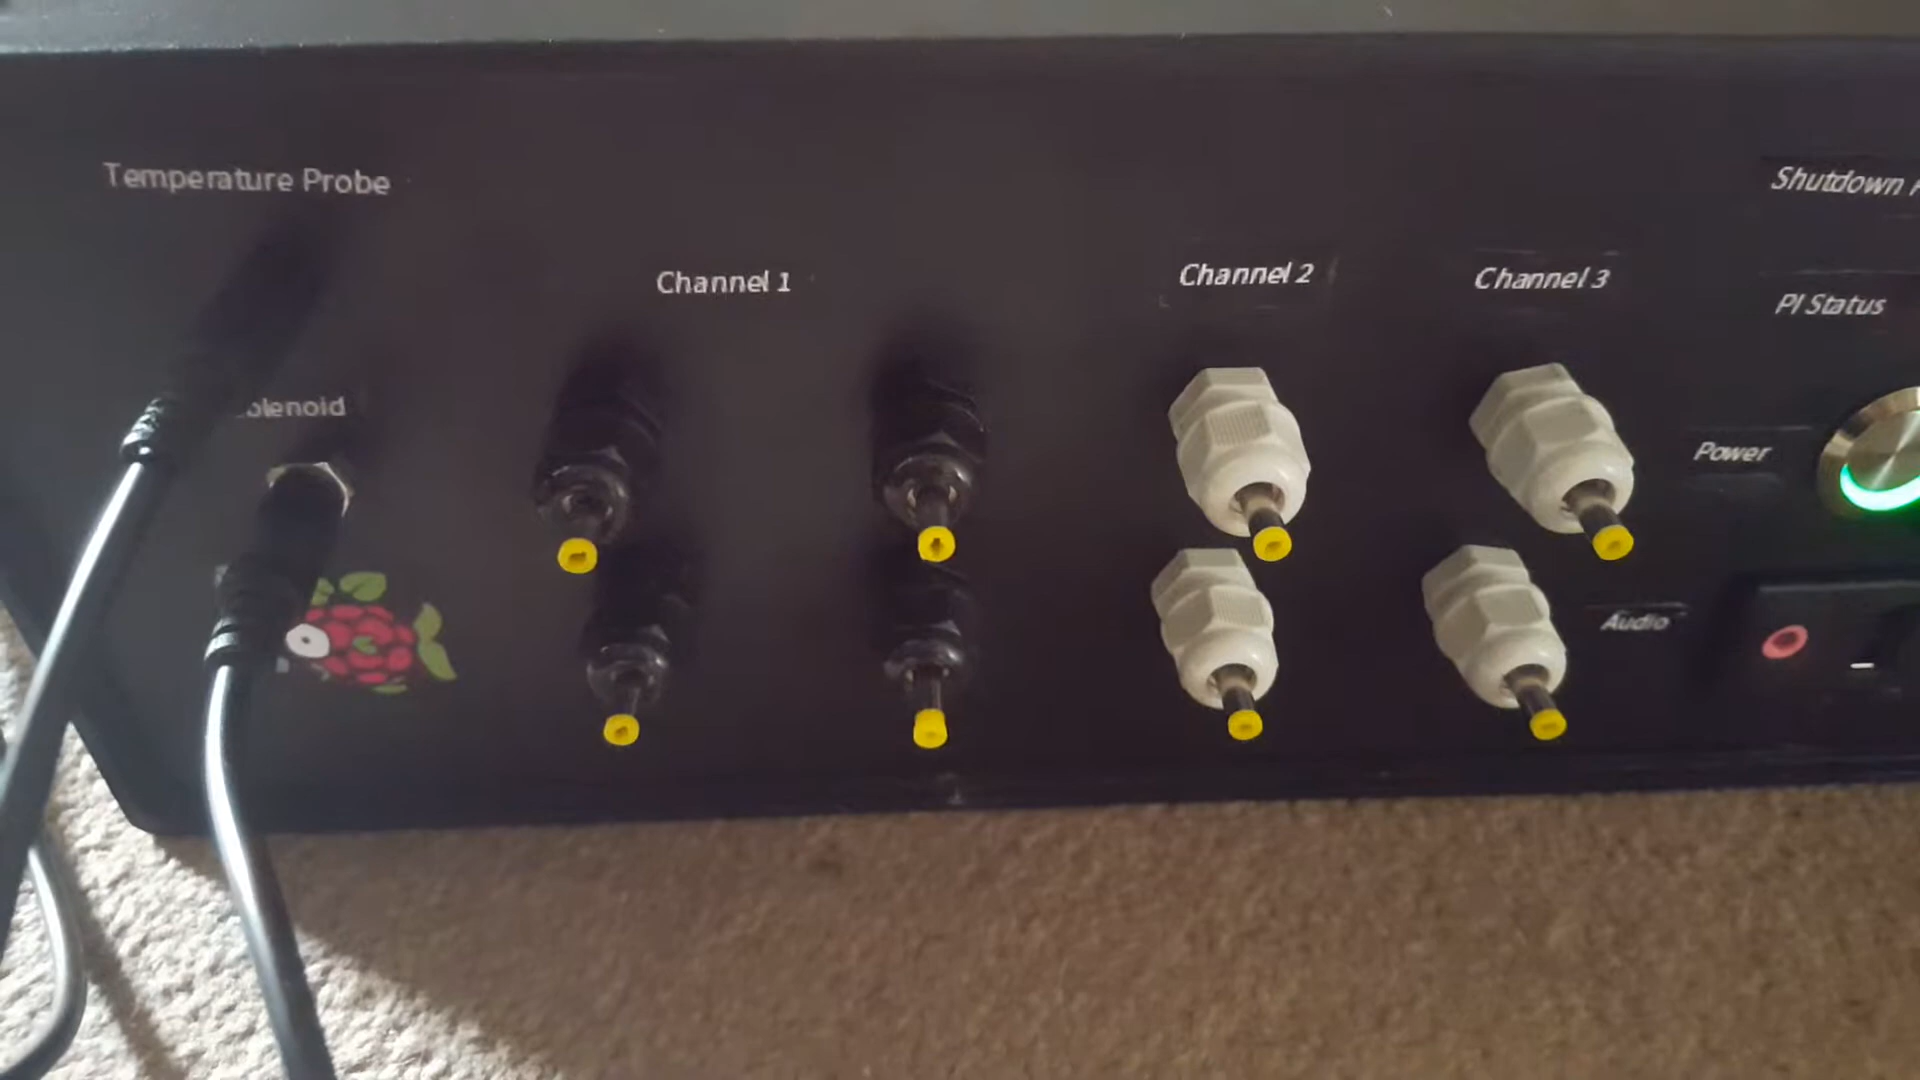 Temperature Probe
Channel 1
Channel 2
Channel 3
Shutdown
PI Status
olenoid
Power
Audio